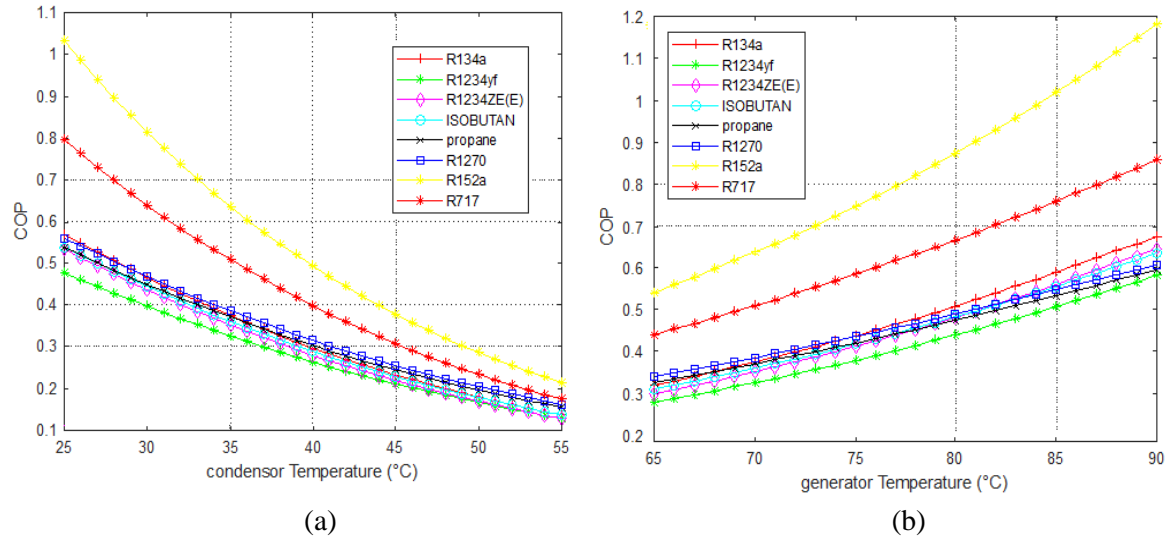 1.1
1
0.9
0.8
0.7
0.6
0.5
0.4
0.3
0.2
0.1
COP
25
30
35
40
45
50
55
condensor Temperature (°C)
R134a
R1234yf
R1234ZE(E)
ISOBUTAN
propane
R1270
R152a
R717
(a)
1.2
1.0
0.8
0.7
0.6
0.5
0.4
0.3
0.2
COP
65
70
75
80
85
90
generator Temperature (°C)
R134a
R1234yf
R1234ZE(E)
ISOBUTAN
propane
R1270
R152a
R717
(b)